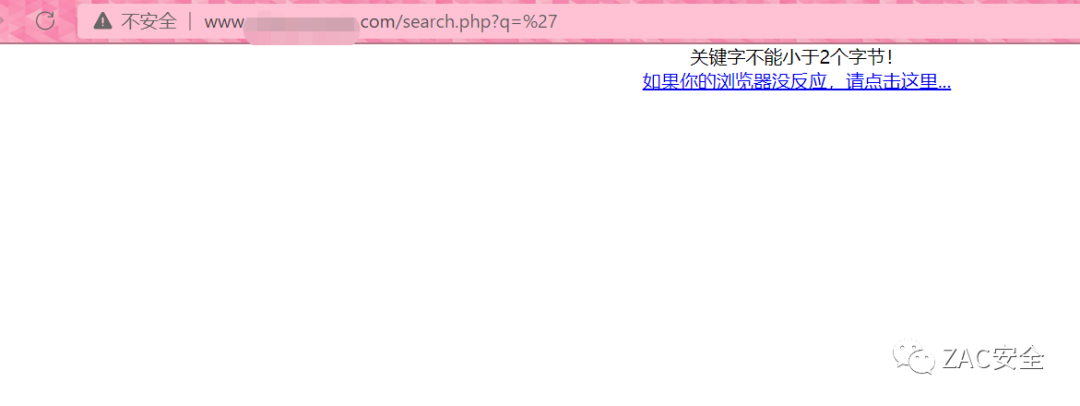 不安全 www com/search.php?q=%27
关键字不能小于2个字节！
如果你的浏览器没反应，请点击这里...
ZAC安全